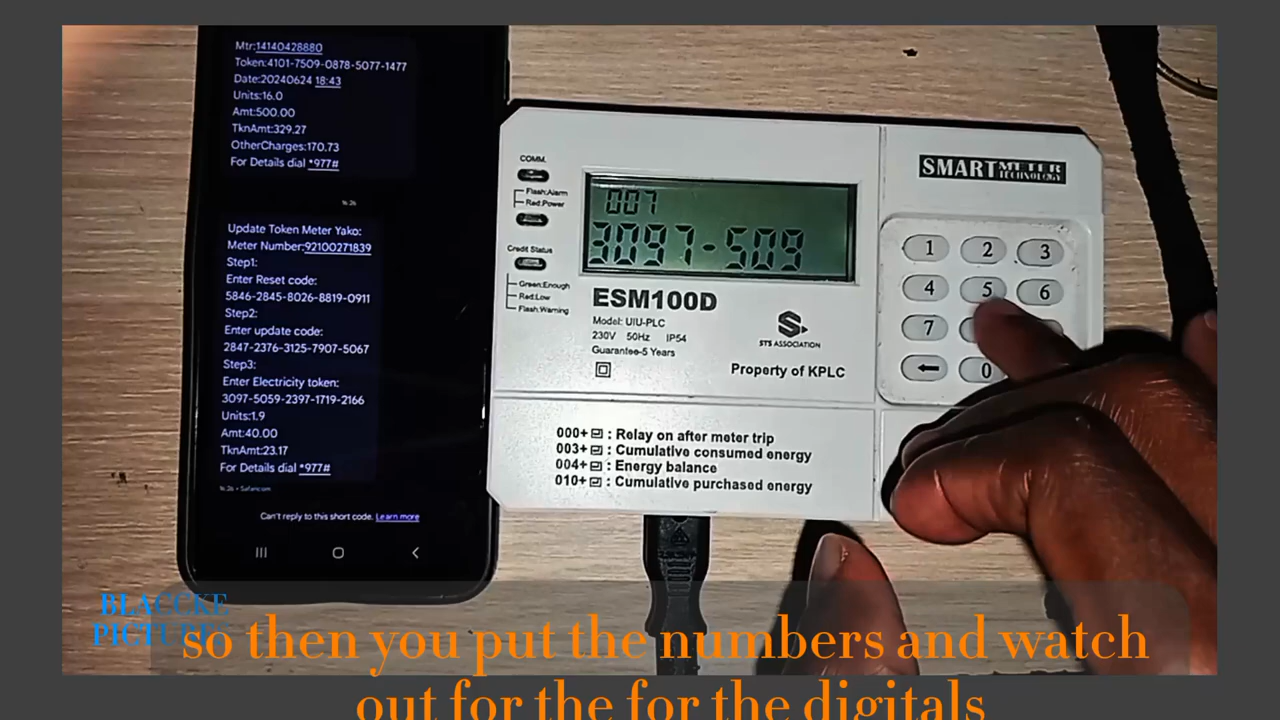 Mtr:14140428880
Token:4101-7509-0878-5077-1477
Date:20240624 18:43
Units:16.0
Amt:500.00
TknAmt:329.27
OtherCharges:170.73
For Details dial *977#
16:26
Update Token Meter Yako:
Meter Number:92100271839
Step1:
Enter Reset code:
5846-2845-8026-8819-0911
Step2:
Enter update code:
2847-2376-3125-7907-5067
Step3:
Enter Electricity token:
3097-5059-2397-1719-2166
Units:1.9
Amt:40.00
TknAmt:23.17
For Details dial *977#
16:26 • Safaricom
Can't reply to this short code. Learn more
COMM.
Flash:Alarm
Red:Power
Credit Status
Green:Enough
Red:Low
Flash:Warning
007
3097-509
ESM100D
Model: UIU-PLC
230V 50Hz IP54
Guarantee-5 Years
STS ASSOCIATION
Property of KPLC
SMART METER TECHNOLOGY
1 2 3
4 5 6
7
0
000+ : Relay on after meter trip
003+ : Cumulative consumed energy
004+ : Energy balance
010+ : Cumulative purchased energy
BLACCKE
PICTURE
so then you put the numbers and watch
out for the for the digitals